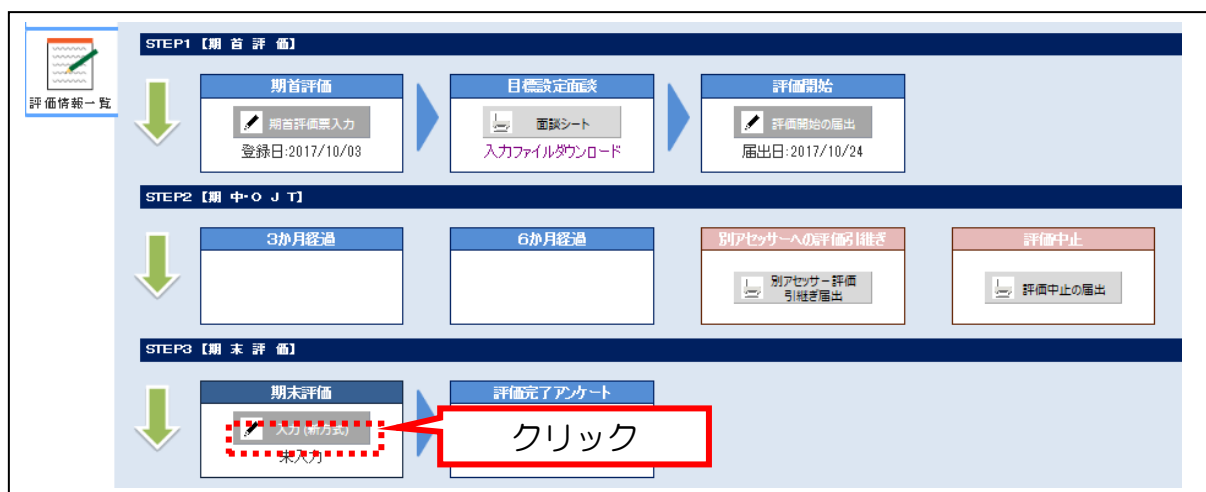 評価情報一覧
STEP1【期 首 評 価】
期首評価
期首評価票入力
登録日:2017/10/03
目標設定面談
面談シート
入力ファイルダウンロード
評価開始
評価開始の届出
届出日:2017/10/24
STEP2【期 中・O J T】
3か月経過
6か月経過
別アセッサーへの評価引継ぎ
別アセッサー評価
引継ぎ届出
評価中止
評価中止の届出
STEP3【期 末 評 価】
期末評価
入力(新方式)
未入力
評価完了アンケート
クリック